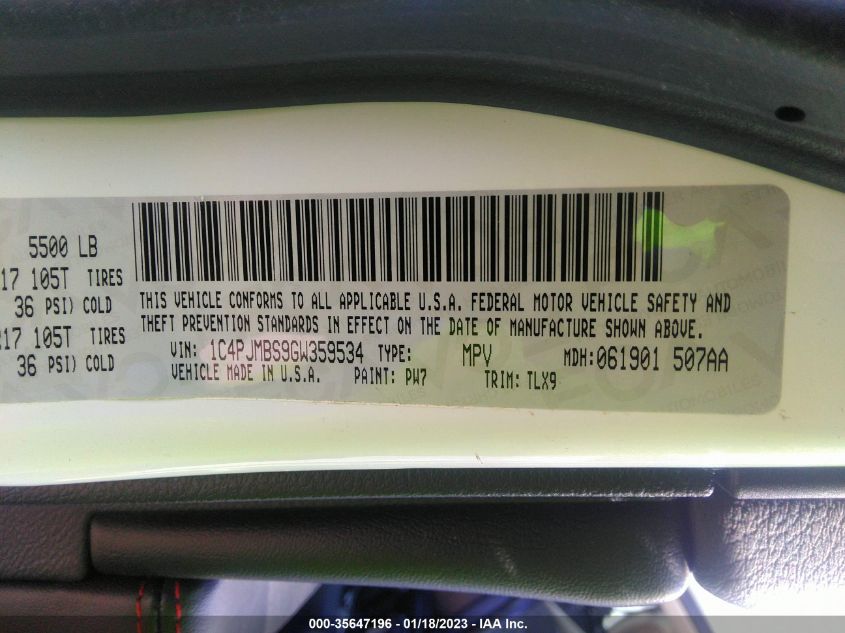 5500 LB
17 105T TIRES
36 PSI) COLD
R17 105T TIRES
36 PSI) COLD
THIS VEHICLE CONFORMS TO ALL APPLICABLE U.S.A. FEDERAL MOTOR VEHICLE SAFETY AND
THEFT PREVENTION STANDARDS IN EFFECT ON THE DATE OF MANUFACTURE SHOWN ABOVE.
VIN: 1C4PJMBS9GW359534 TYPE: MPV MDH:061901 507AA
VEHICLE MADE IN U.S.A. PAINT: PW7 TRIM: TLX9
000-35647196 - 01/18/2023 - IAA Inc.